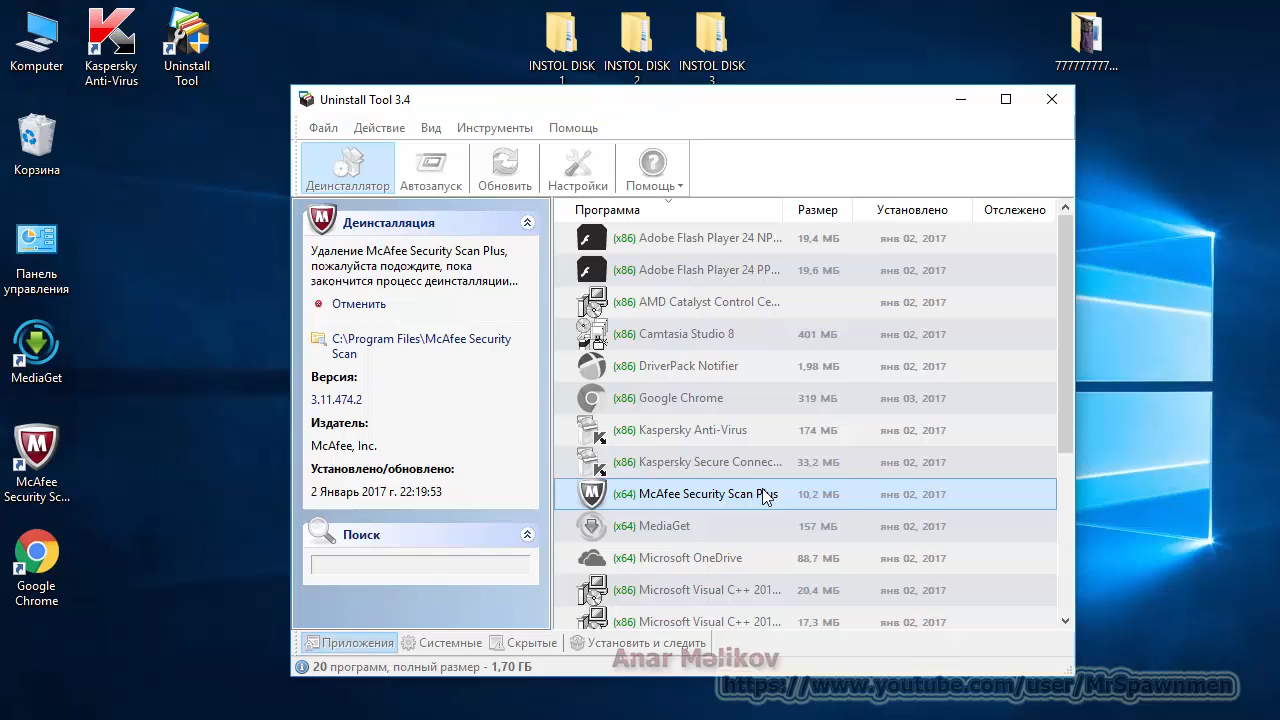 Komputer
Kaspersky
Anti-Virus
Uninstall
Tool
INSTOL DISK
1
INSTOL DISK
2
INSTOL DISK
3
777777777...
Корзина
Панель
управления
MediaGet
McAfee
Security Sc...
Google
Chrome
Uninstall Tool 3.4
Файл Действие Вид Инструменты Помощь
Деинсталлятор Автозапуск Обновить Настройки Помощь
Деинсталляция
Удаление McAfee Security Scan Plus,
пожалуйста подождите, пока
закончится процесс деинсталляции...
Отменить
C:\Program Files\McAfee Security
Scan
Версия:
3.11.474.2
Издатель:
McAfee, Inc.
Установлено/обновлено:
2 Январь 2017 г. 22:19:53
Поиск
Программа Размер Установлено Отслежено
(x86) Adobe Flash Player 24 NP... 19,4 МБ янв 02, 2017
(x86) Adobe Flash Player 24 PP... 19,6 МБ янв 02, 2017
(x86) AMD Catalyst Control Ce... янв 02, 2017
(x86) Camtasia Studio 8 401 МБ янв 02, 2017
(x86) DriverPack Notifier 1,98 МБ янв 02, 2017
(x86) Google Chrome 319 МБ янв 03, 2017
(x86) Kaspersky Anti-Virus 174 МБ янв 02, 2017
(x86) Kaspersky Secure Connec... 33,2 МБ янв 02, 2017
(x64) McAfee Security Scan Plus 10,2 МБ янв 02, 2017
(x64) MediaGet 157 МБ янв 02, 2017
(x64) Microsoft OneDrive 88,7 МБ янв 02, 2017
(x86) Microsoft Visual C++ 201... 20,4 МБ янв 02, 2017
(x86) Microsoft Visual C++ 201... 17,3 МБ янв 02, 2017
Приложения Системные Скрытые Установить и следить
20 программ, полный размер - 1,70 ГБ
Anar Məlikov
https://www.youtube.com/user/MrSpawnmen